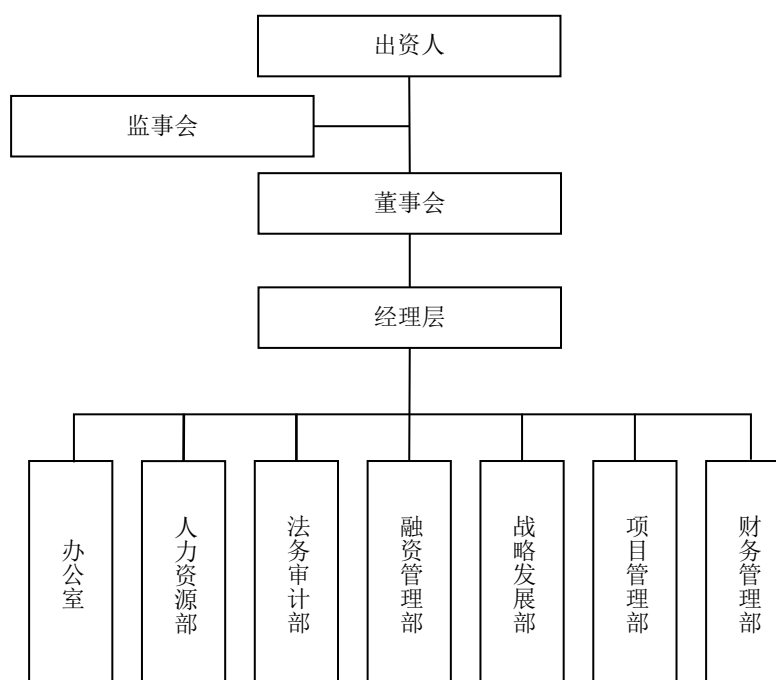 出资人
监事会
董事会
经理层
办公室
人力资源部
法务审计部
融资管理部
战略发展部
项目管理部
财务管理部